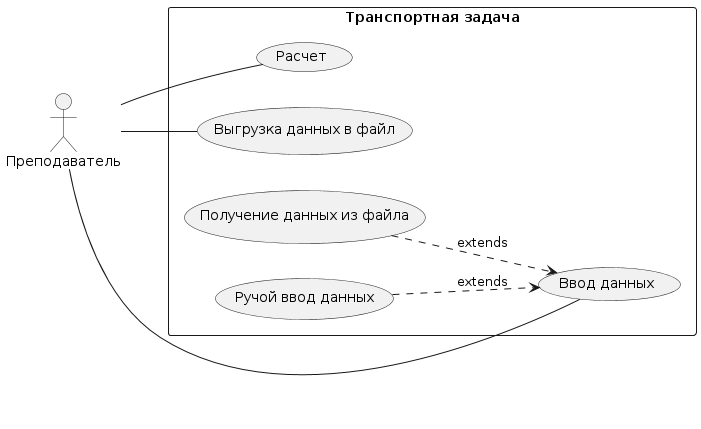 Транспортная задача
Расчет
Выгрузка данных в файл
Преподаватель
Получение данных из файла
extends
Ручой ввод данных
extends
Ввод данных